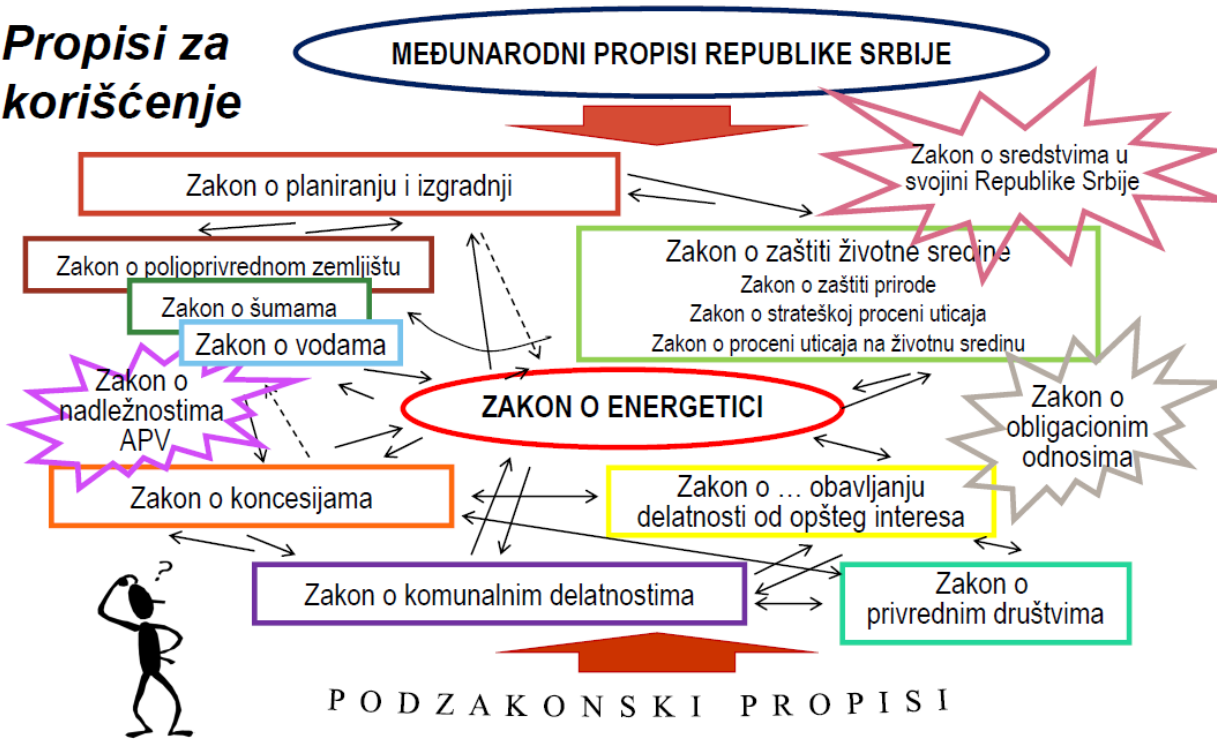 Propisi za
korišćenje
MEĐUNARODNI PROPISI REPUBLIKE SRBIJE
Zakon o sredstvima u
svojini Republike Srbije
Zakon o planiranju i izgradnji
Zakon o poljoprivrednom zemljištu
Zakon o šumama
Zakon o vodama
Zakon o zaštiti životne sredine
Zakon o zaštiti prirode
Zakon o strateškoj proceni uticaja
Zakon o proceni uticaja na životnu sredinu
Zakon o
nadležnostima
APV
ZAKON O ENERGETICI
Zakon o
obligacionim
odnosima
Zakon o koncesijama
Zakon o ... obavljanju
delatnosti od opšteg interesa
?
Zakon o komunalnim delatnostima
Zakon o
privrednim društvima
PODZAKONSKI PROPISI